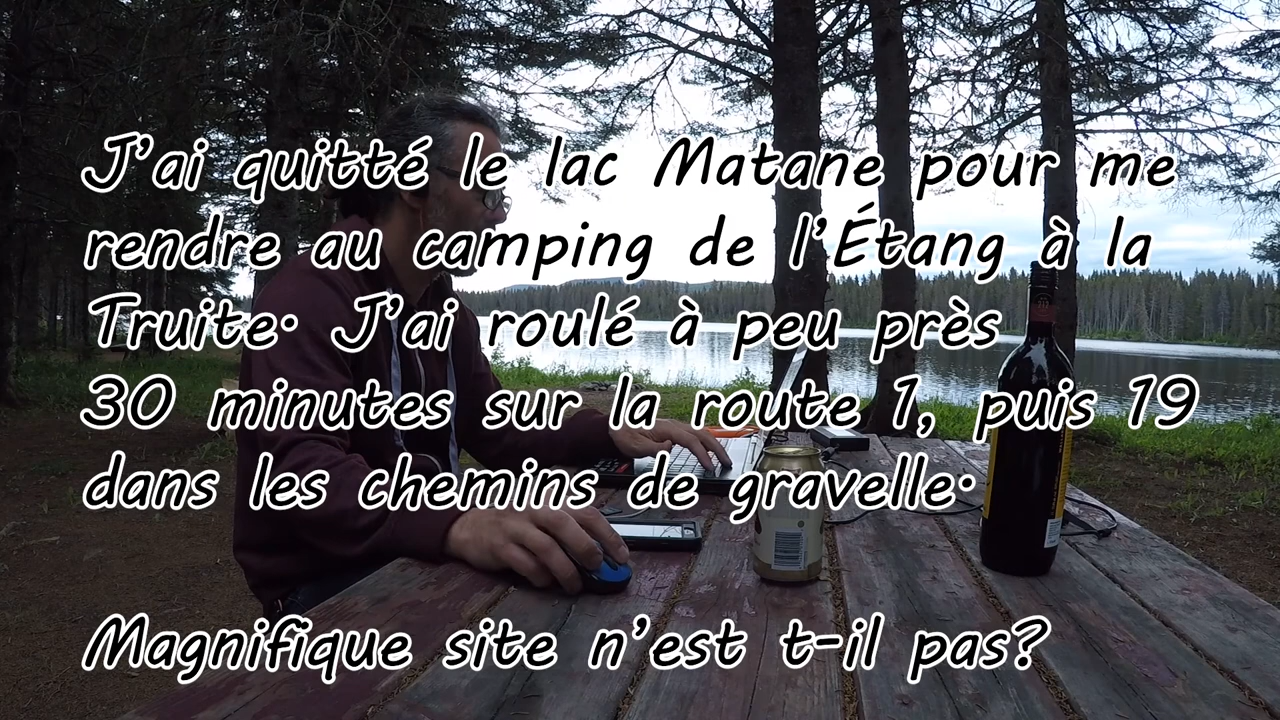 J'ai quitté le lac Matane pour me
rendre au camping de l'Étang à la
Truite. J'ai roulé à peu près
30 minutes sur la route 1, puis 19
dans les chemins de gravelle.
Magnifique site n'est t-il pas?